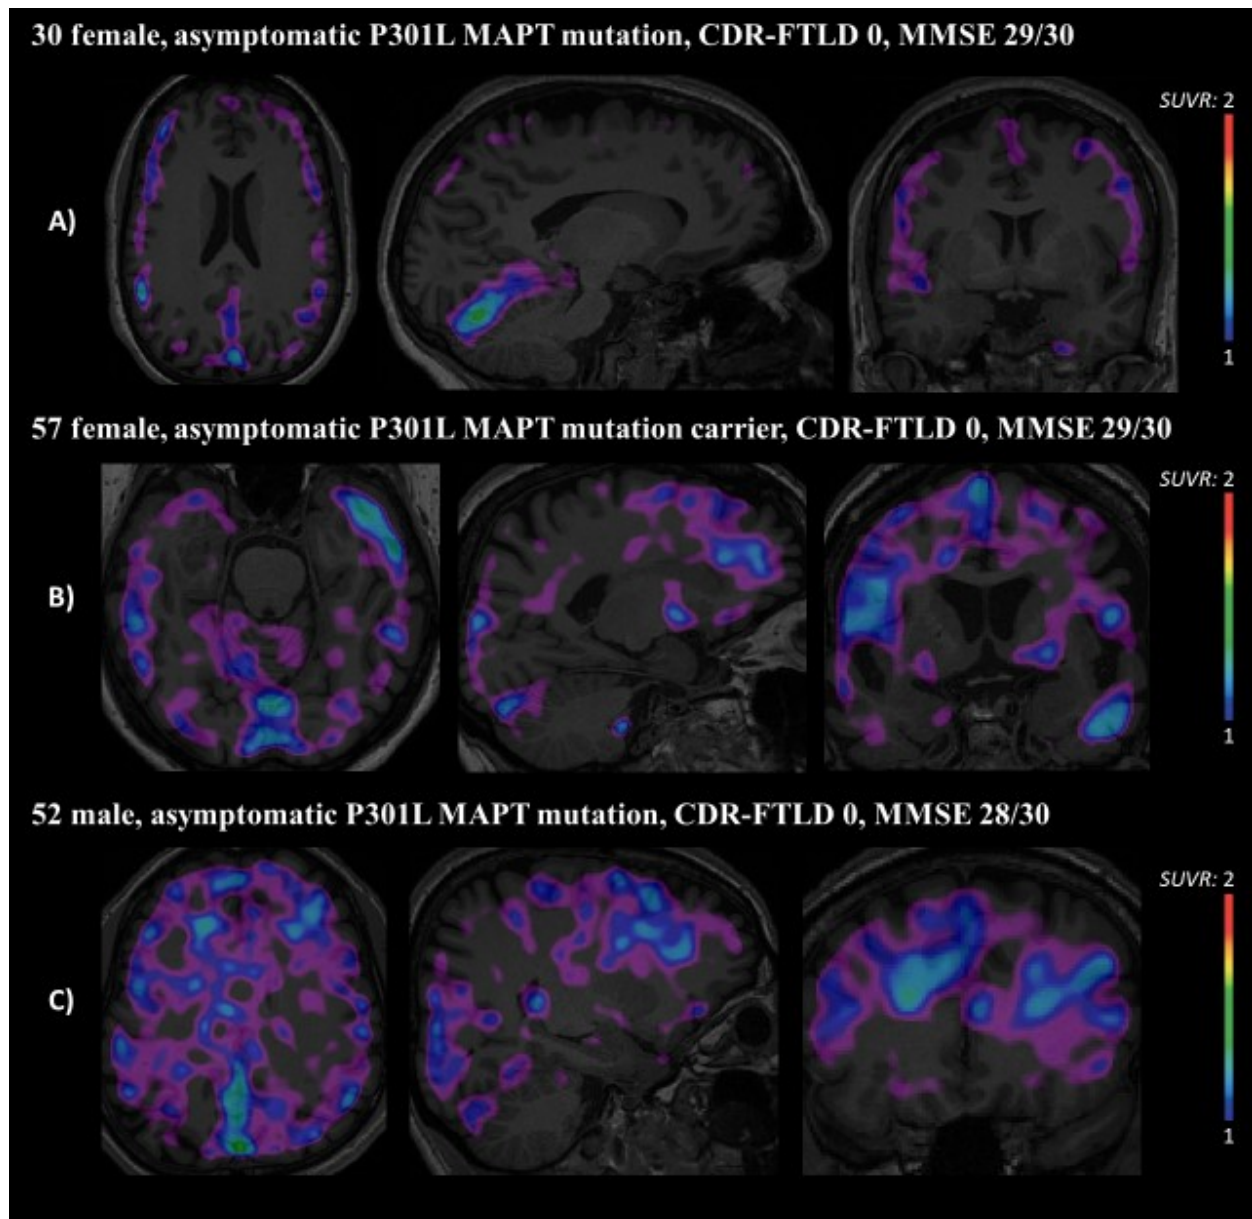 30 female, asymptomatic P301L MAPT mutation, CDR-FTLD 0, MMSE 29/30
SUVR: 2
A)
1
57 female, asymptomatic P301L MAPT mutation carrier, CDR-FTLD 0, MMSE 29/30
SUVR: 2
B)
1
52 male, asymptomatic P301L MAPT mutation, CDR-FTLD 0, MMSE 28/30
SUVR: 2
C)
1